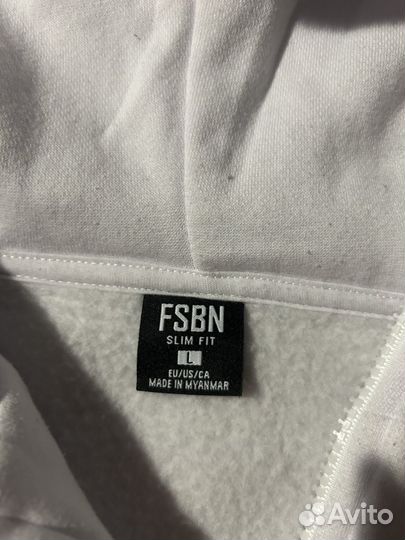 FSBN
SLIM FIT
L
EU/US/CA
MADE IN MYANMAR
Avito